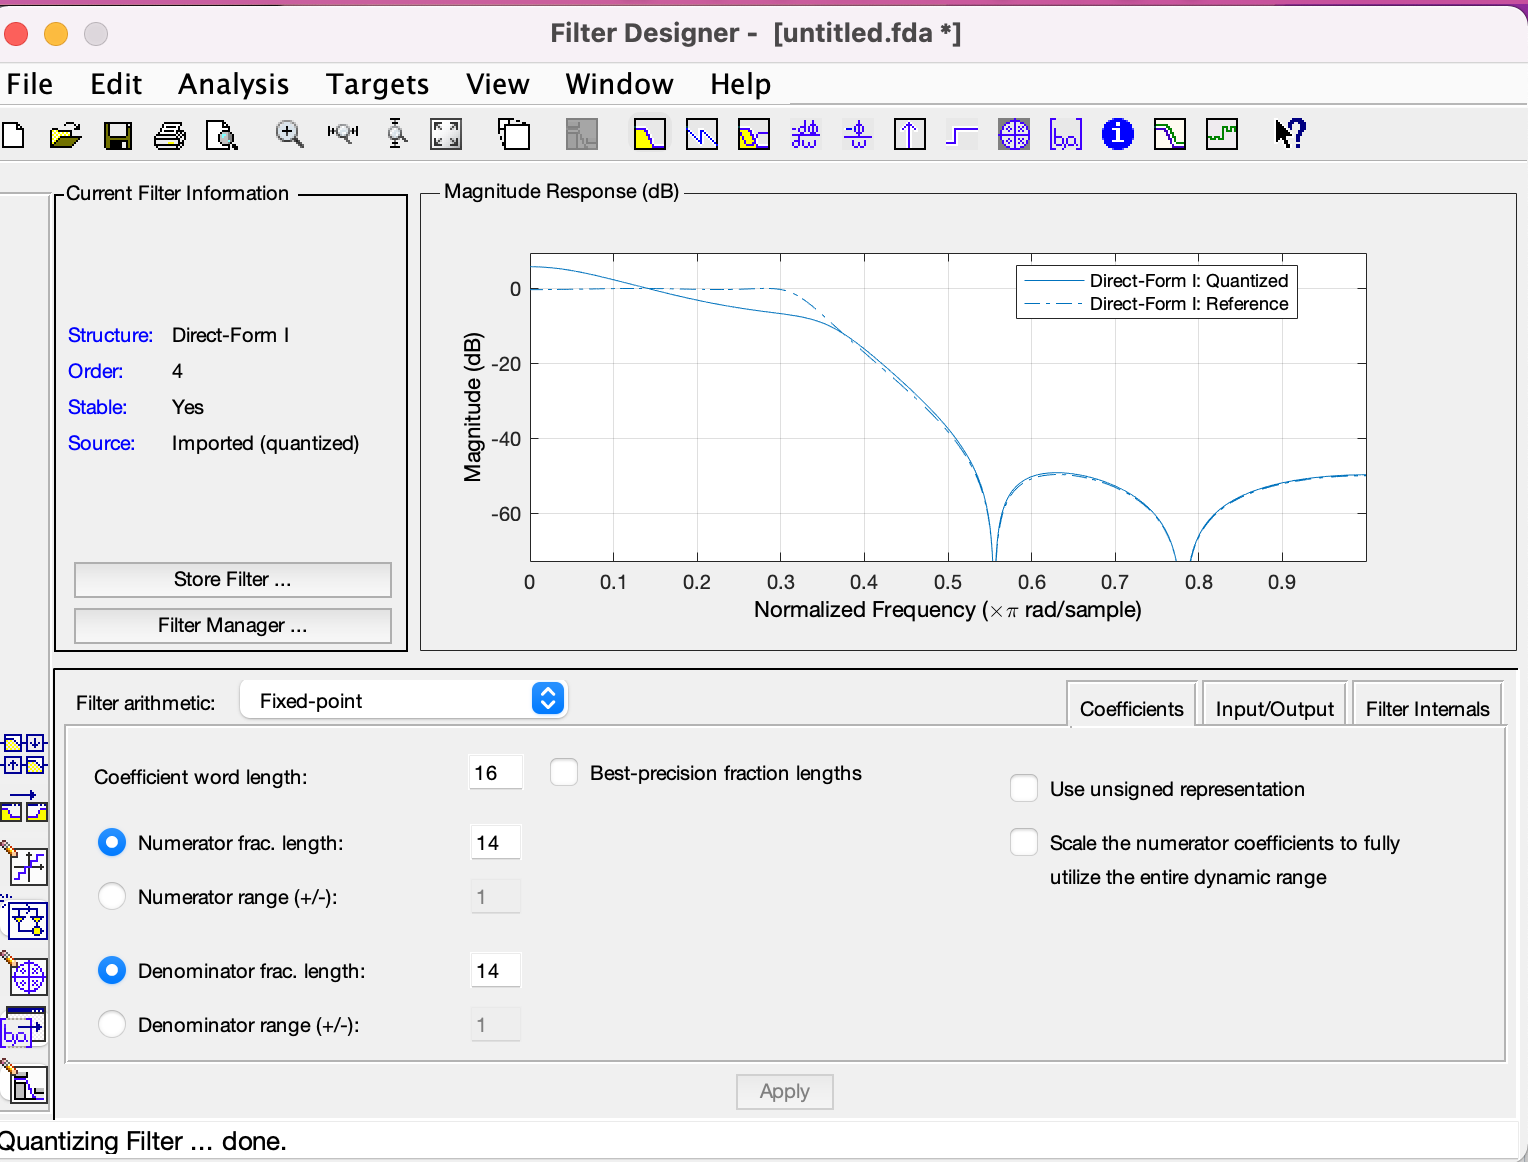 Filter Designer - [untitled.fda *]
File Edit Analysis Targets View Window Help
Current Filter Information
Structure: Direct-Form I
Order: 4
Stable: Yes
Source: Imported (quantized)
Store Filter ...
Filter Manager ...
Magnitude Response (dB)
Direct-Form I: Quantized
Direct-Form I: Reference
Magnitude (dB)
0
-20
-40
-60
0 0.1 0.2 0.3 0.4 0.5 0.6 0.7 0.8 0.9
Normalized Frequency (×π rad/sample)
Filter arithmetic: Fixed-point
Coefficients Input/Output Filter Internals
Coefficient word length: 16 Best-precision fraction lengths
Numerator frac. length: 14
Numerator range (+/-): 1
Denominator frac. length: 14
Denominator range (+/-): 1
Use unsigned representation
Scale the numerator coefficients to fully
utilize the entire dynamic range
Apply
Quantizing Filter ... done.